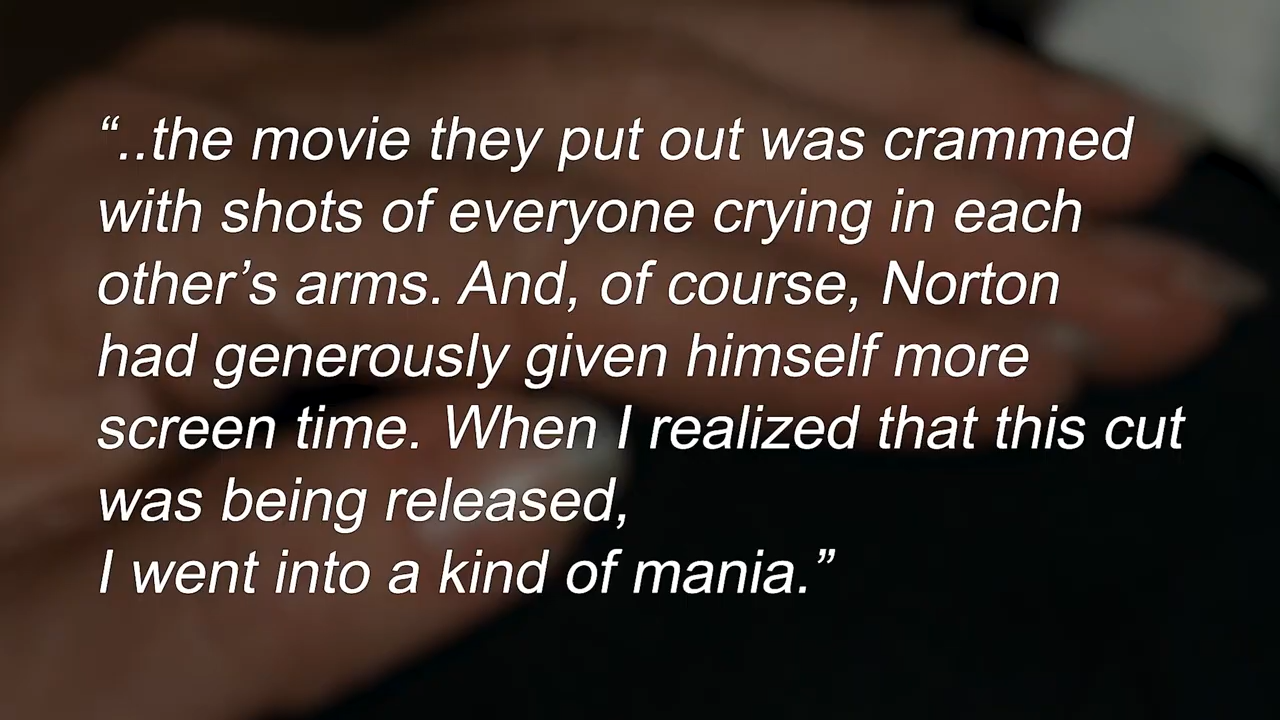 “..the movie they put out was crammed
with shots of everyone crying in each
other’s arms. And, of course, Norton
had generously given himself more
screen time. When I realized that this cut
was being released,
I went into a kind of mania.”